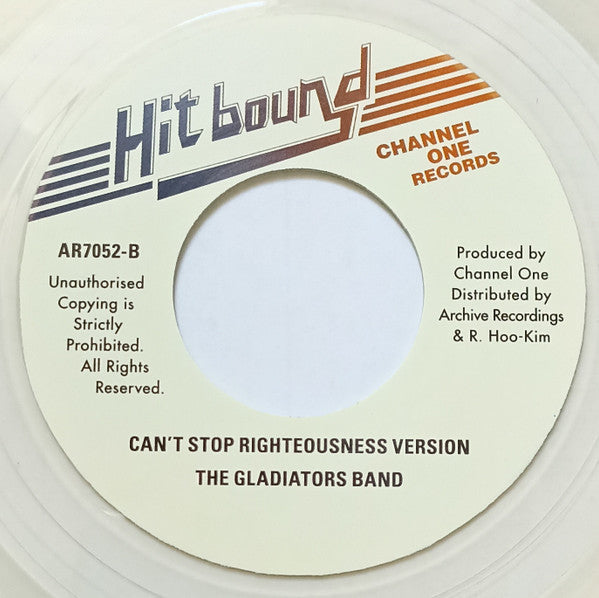 Hit bound
CHANNEL
ONE
RECORDS
AR7052-B
Unauthorised
Copying is
Strictly
Prohibited.
All Rights
Reserved.
Produced by
Channel One
Distributed by
Archive Recordings
& R. Hoo-Kim
CAN'T STOP RIGHTEOUSNESS VERSION
THE GLADIATORS BAND